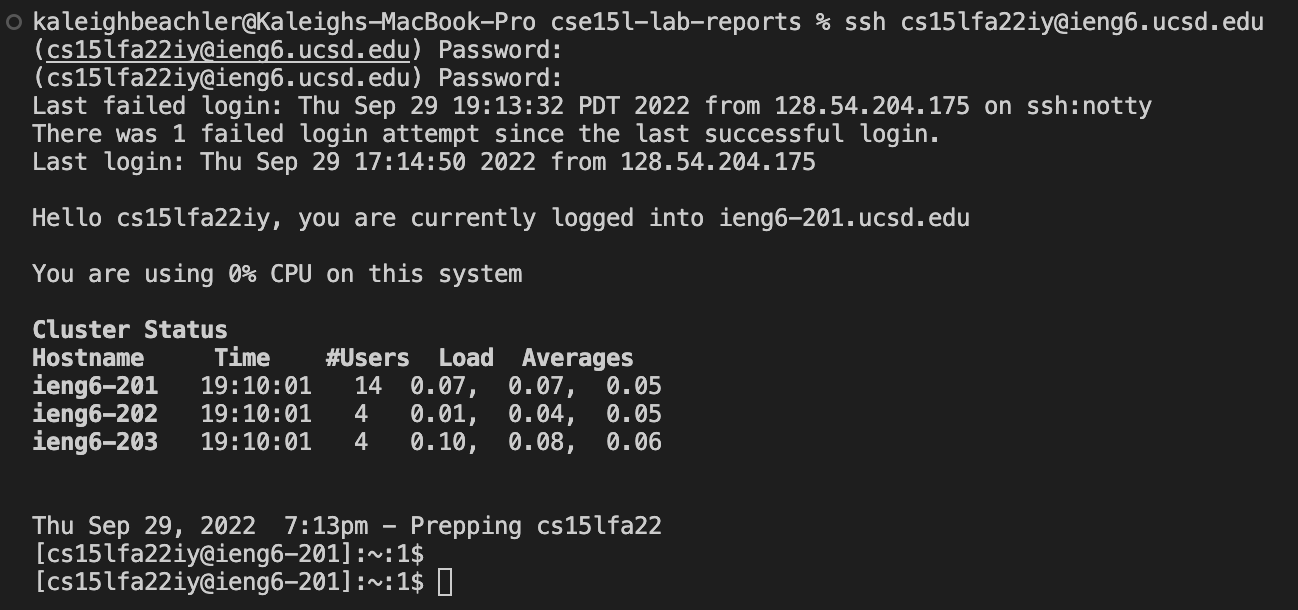 kaleighbeachler@Kaleighs-MacBook-Pro cse15l-lab-reports % ssh cs15lfa22iy@ieng6.ucsd.edu
(cs15lfa22iy@ieng6.ucsd.edu) Password:
(cs15lfa22iy@ieng6.ucsd.edu) Password:
Last failed login: Thu Sep 29 19:13:32 PDT 2022 from 128.54.204.175 on ssh:notty
There was 1 failed login attempt since the last successful login.
Last login: Thu Sep 29 17:14:50 2022 from 128.54.204.175
Hello cs15lfa22iy, you are currently logged into ieng6-201.ucsd.edu
You are using 0% CPU on this system
Cluster Status
Hostname     Time    #Users  Load  Averages
ieng6-201   19:10:01   14  0.07,  0.07,  0.05
ieng6-202   19:10:01   4   0.01,  0.04,  0.05
ieng6-203   19:10:01   4   0.10,  0.08,  0.06
Thu Sep 29, 2022  7:13pm - Prepping cs15lfa22
[cs15lfa22iy@ieng6-201]:~:1$
[cs15lfa22iy@ieng6-201]:~:1$